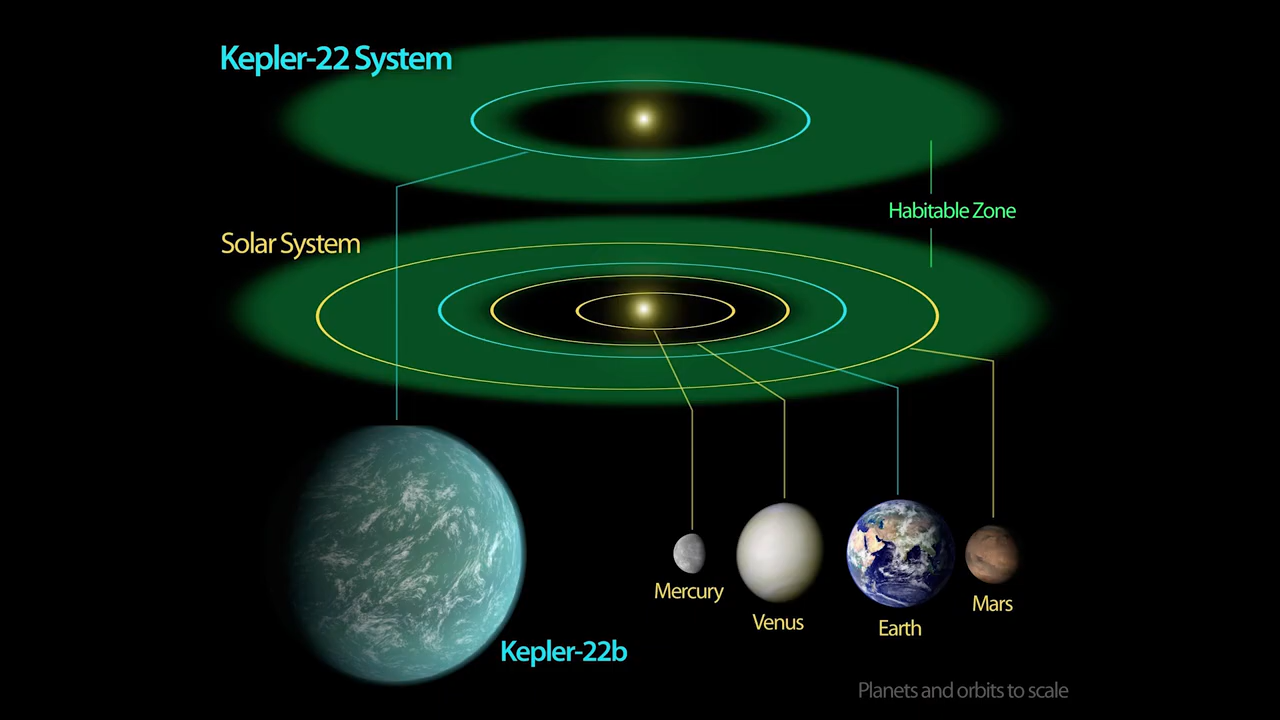 Kepler-22 System
Habitable Zone
Solar System
Mercury
Venus
Earth
Mars
Kepler-22b
Planets and orbits to scale